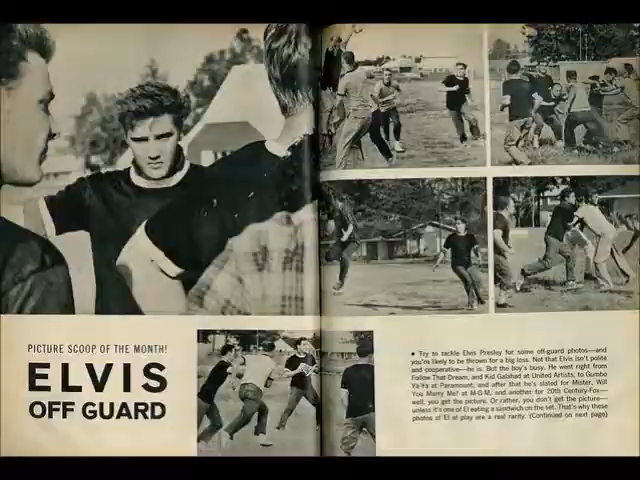 PICTURE SCOOP OF THE MONTH!
ELVIS
OFF GUARD
• Try to tackle Elvis Presley for some off-guard photos—and
you're likely to be thrown for a big loss. Not that Elvis isn't polite
and cooperative—he is. But the boy's busy. He went right from
Follow That Dream, and Kid Galahad at United Artists, to Gumbo
Ya-Ya at Paramount, and after that he's slated for Mister, Will
You Marry Me? at M-G-M, and another for 20th Century-Fox—
well, you get the picture. Or rather, you don't get the picture—
unless it's one of El eating a sandwich on the set. That's why these
photos of El at play are a real rarity. (Continued on next page)